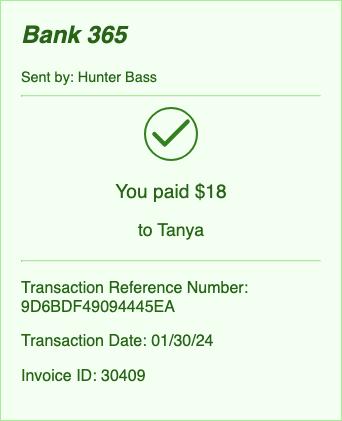 Bank 365
Sent by: Hunter Bass
You paid $18
to Tanya
Transaction Reference Number:
9D6BDF49094445EA
Transaction Date: 01/30/24
Invoice ID: 30409